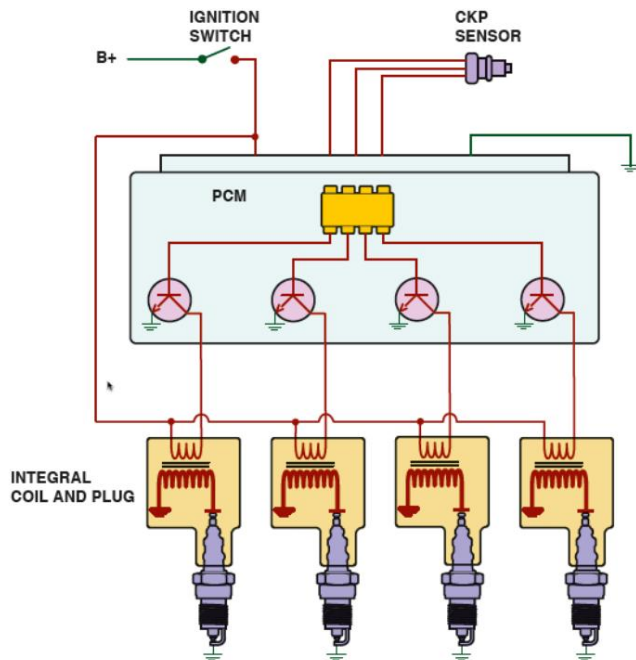 IGNITION
SWITCH
CKP
SENSOR
B+
PCM
INTEGRAL
COIL AND PLUG